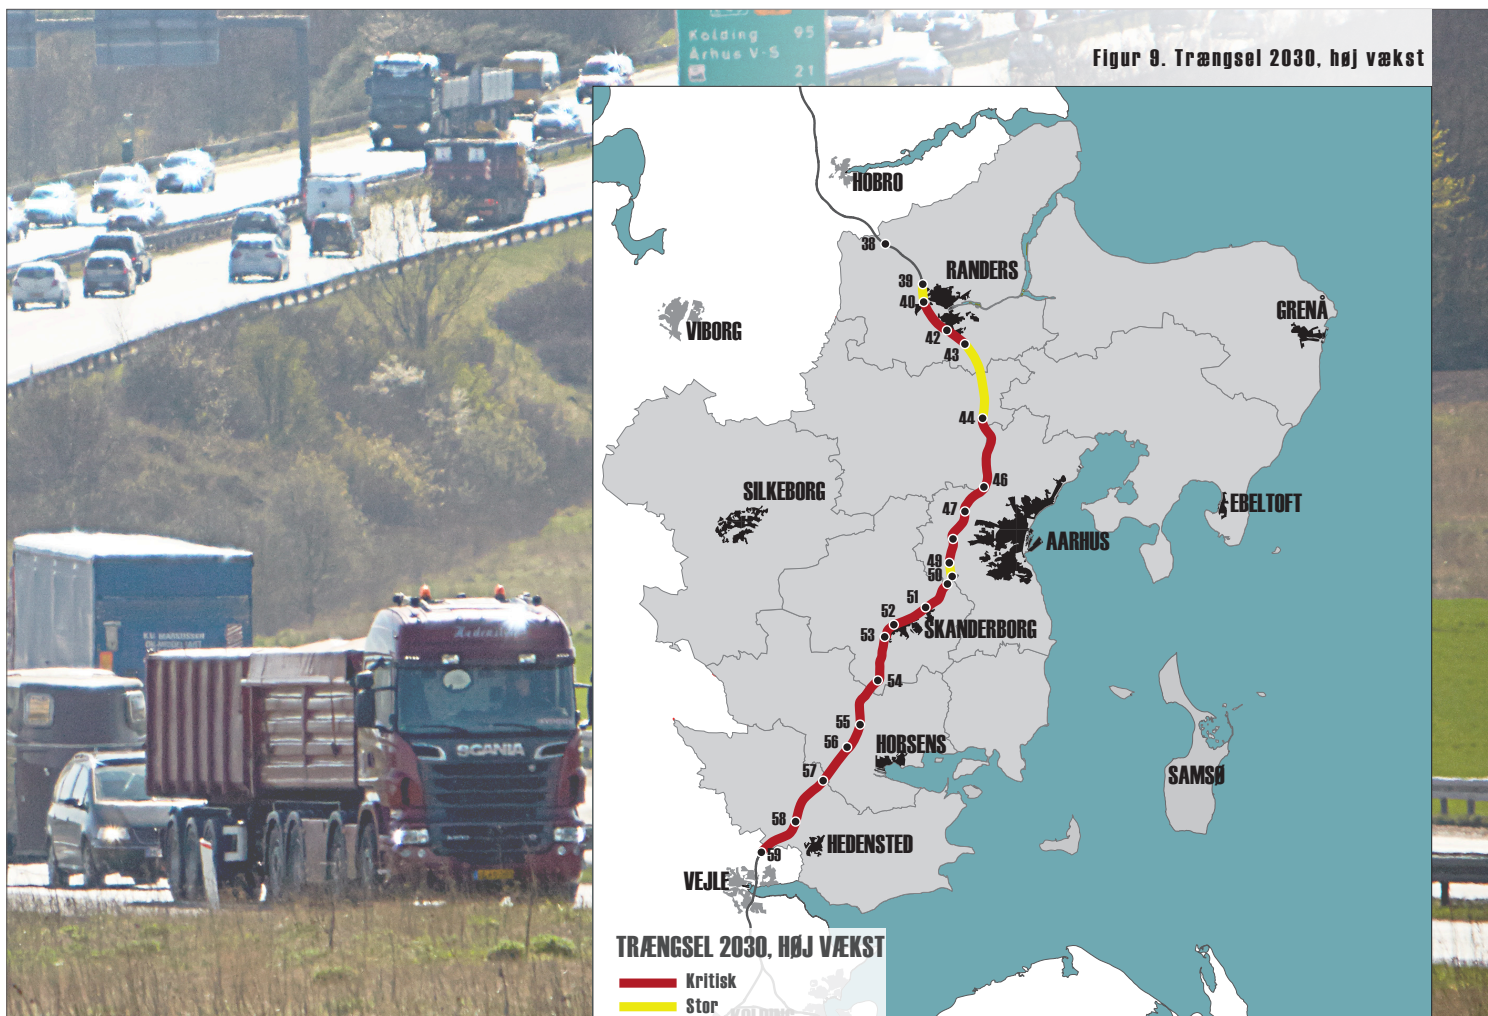 Kolding 95
Århus V-S
21
Figur 9. Trængsel 2030, høj vækst
HOBRO
38
RANDERS
39
40
GRENÅ
VIBORG
42
43
44
46
SILKEBORG
47
EBELTOFT
AARHUS
49
50
51
52
SKANDERBORG
53
54
55
56
HORSENS
57
SAMSØ
58
HEDENSTED
59
VEJLE
SCANIA
TRÆNGSEL 2030, HØJ VÆKST
Kritisk
Stor
KOLDING